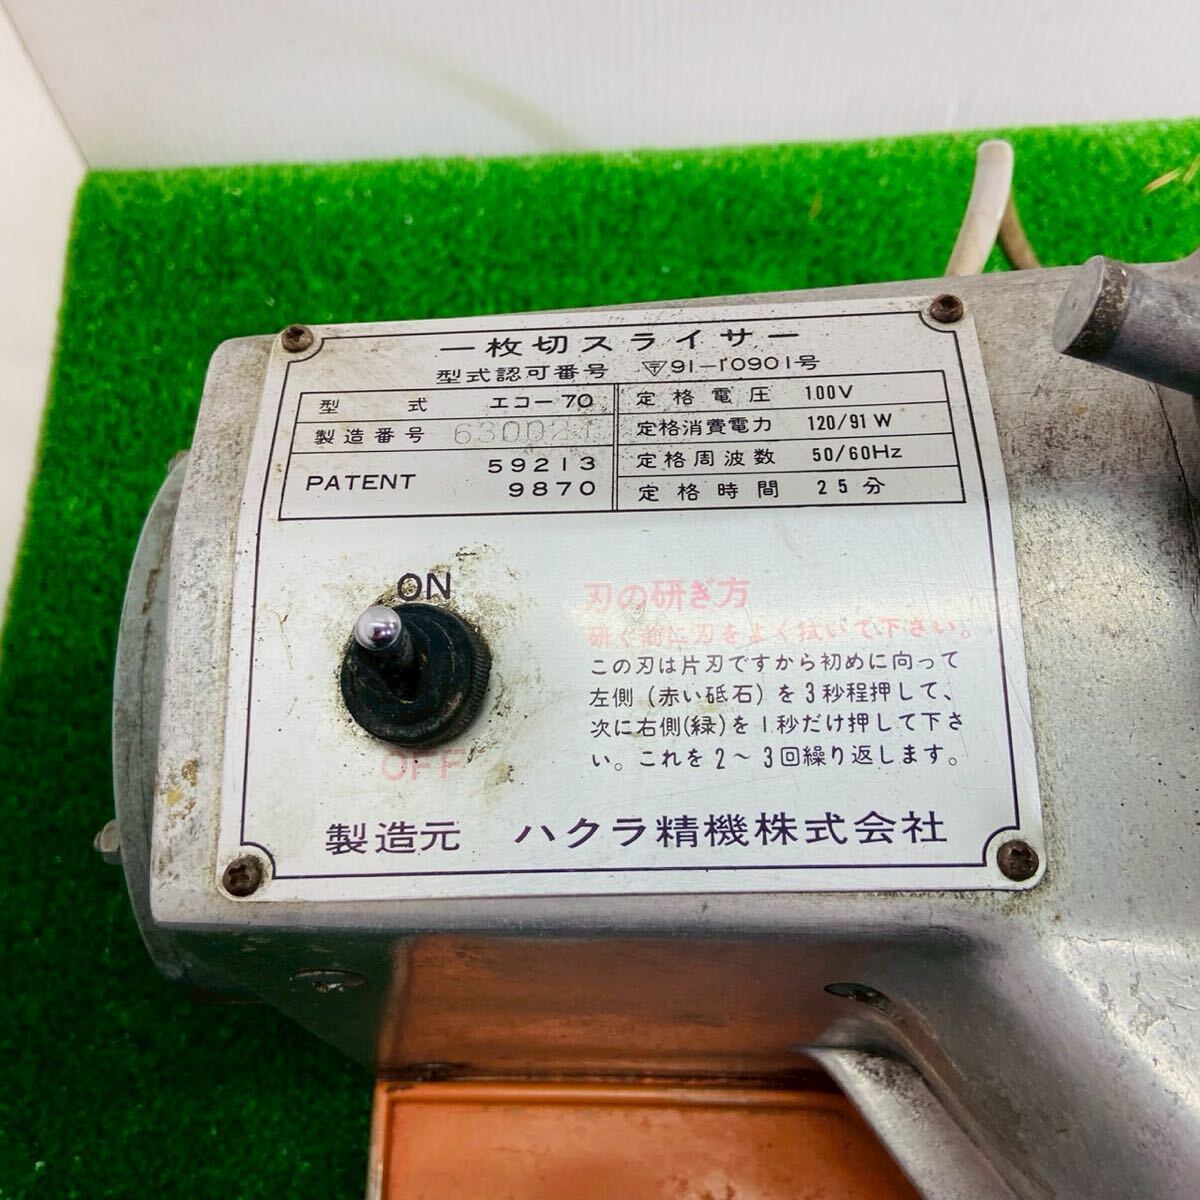 一枚切スライサー
型式認可番号 〒91-10901号
型式 エコー70
製造番号
PATENT 59213
9870
定格電圧 100V
定格消費電力 120/91W
定格周波数 50/60Hz
定格時間 25分
ON
OFF
刃の研ぎ方
研ぐ前に刃をよく拭いて下さい。
この刃は片刃ですから初めに向って
左側(赤い砥石)を3秒程押して、
次に右側(緑)を1秒だけ押して下さ
い。これを2〜3回繰り返します。
製造元 ハクラ精機株式会社